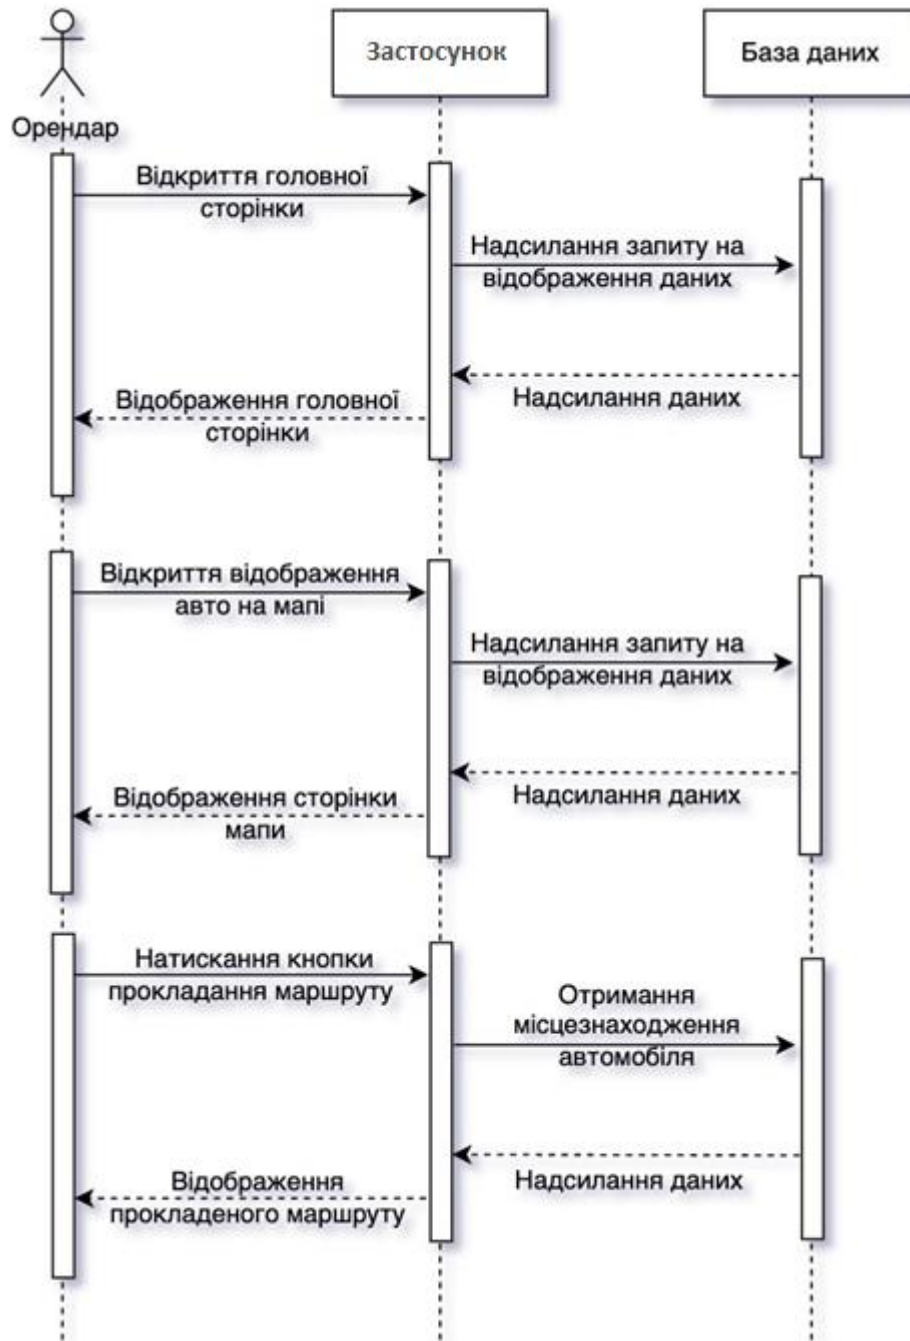 Застосунок
База даних
Орендар
Відкриття головної
сторінки
Надсилання запиту на
відображення даних
Надсилання даних
Відображення головної
сторінки
Відкриття відображення
авто на мапі
Надсилання запиту на
відображення даних
Надсилання даних
Відображення сторінки
мапи
Натискання кнопки
прокладання маршруту
Отримання
місцезнаходження
автомобіля
Надсилання даних
Відображення
прокладеного маршруту